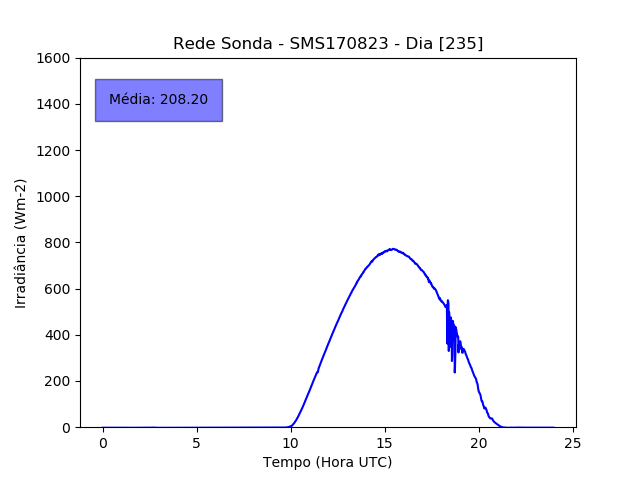 Rede Sonda - SMS170823 - Dia [235]
1600
1400
1200
1000
800
600
400
200
0
Média: 208.20
Irradiância (Wm-2)
0 5 10 15 20 25
Tempo (Hora UTC)